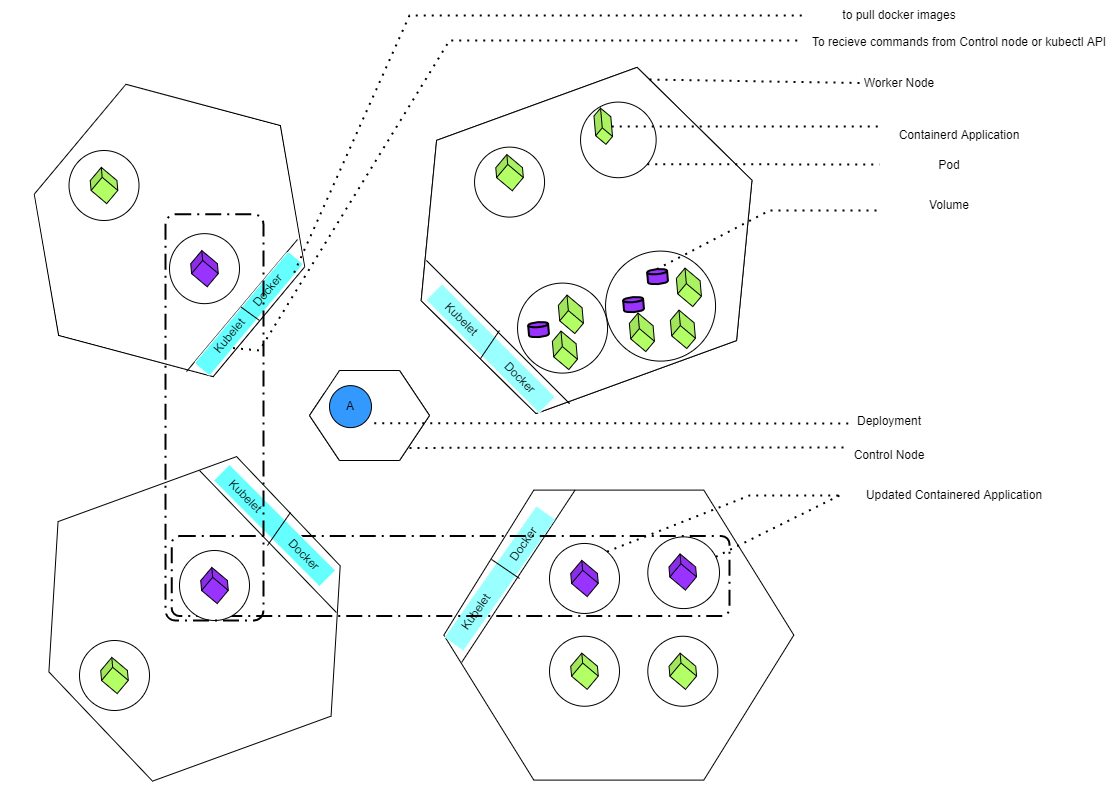 to pull docker images
To recieve commands from Control node or kubectl API
Worker Node
Containerd Application
Pod
Volume
Docker
Kubelet
Kubelet
Docker
A
Deployment
Control Node
Kubelet
Docker
Updated Containered Application
Docker
Kubelet